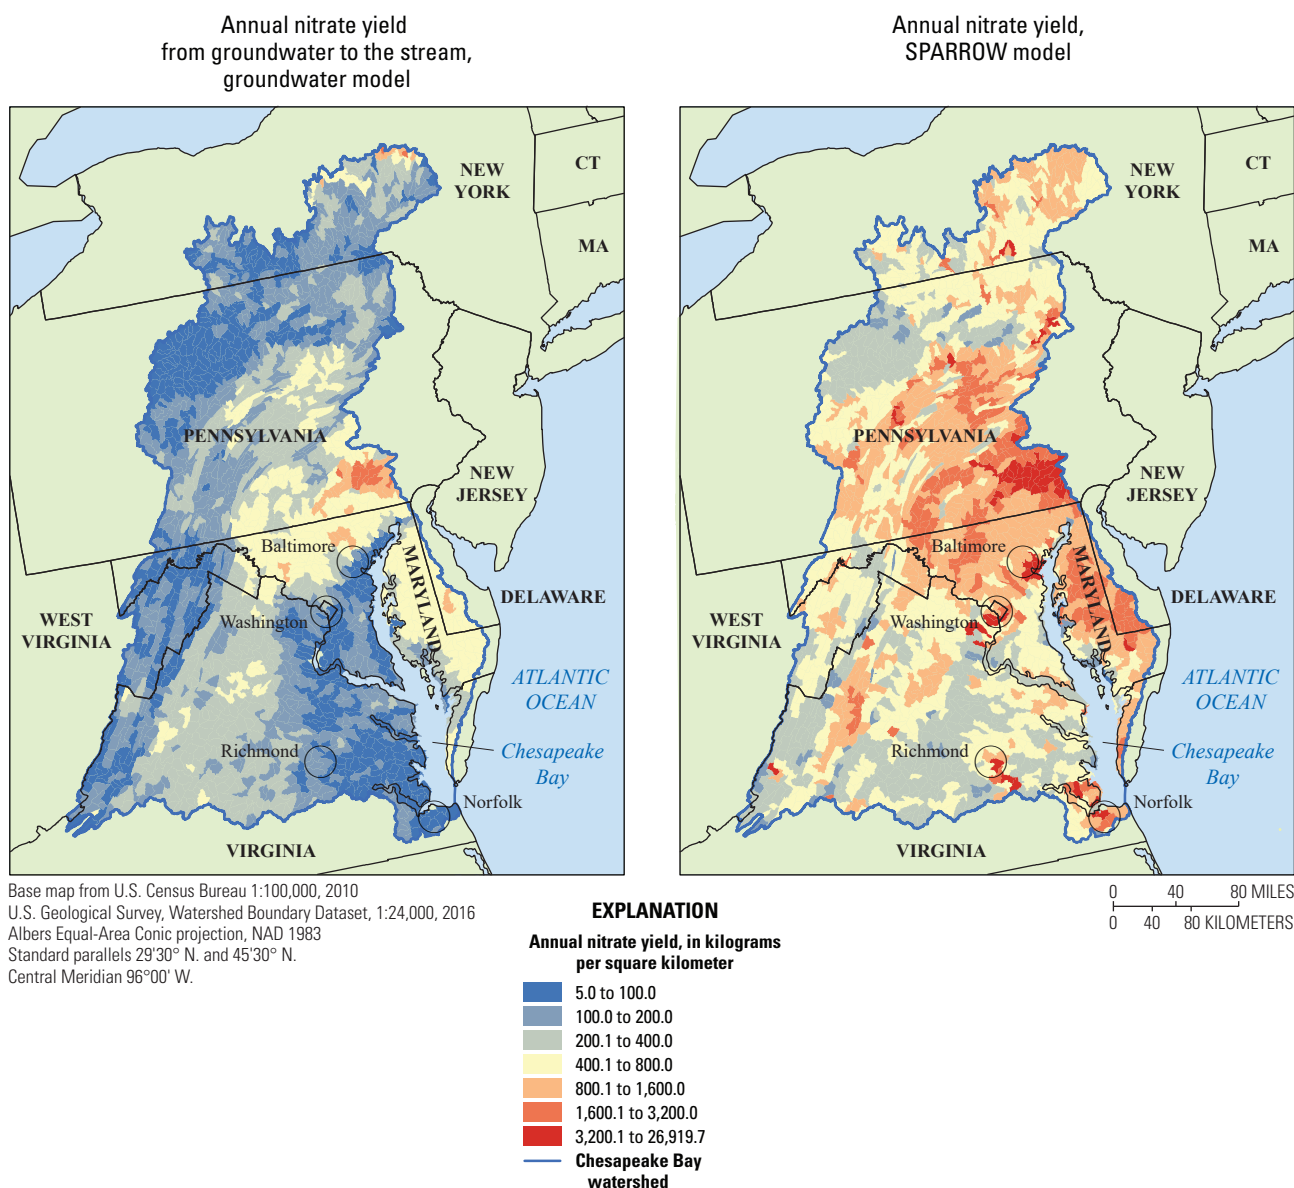 Annual nitrate yield
from groundwater to the stream,
groundwater model
Annual nitrate yield,
SPARROW model
NEW
YORK
CT
MA
PENNSYLVANIA
NEW
JERSEY
Baltimore
MARYLAND
Washington
DELAWARE
WEST
VIRGINIA
ATLANTIC
OCEAN
Richmond
Chesapeake
Bay
Norfolk
VIRGINIA
NEW
YORK
CT
MA
PENNSYLVANIA
NEW
JERSEY
Baltimore
MARYLAND
Washington
DELAWARE
WEST
VIRGINIA
ATLANTIC
OCEAN
Richmond
Chesapeake
Bay
Norfolk
VIRGINIA
Base map from U.S. Census Bureau 1:100,000, 2010
U.S. Geological Survey, Watershed Boundary Dataset, 1:24,000, 2016
Albers Equal-Area Conic projection, NAD 1983
Standard parallels 29'30° N. and 45'30° N.
Central Meridian 96°00' W.
0 40 80 MILES
0 40 80 KILOMETERS
EXPLANATION
Annual nitrate yield, in kilograms
per square kilometer
5.0 to 100.0
100.0 to 200.0
200.1 to 400.0
400.1 to 800.0
800.1 to 1,600.0
1,600.1 to 3,200.0
3,200.1 to 26,919.7
Chesapeake Bay
watershed